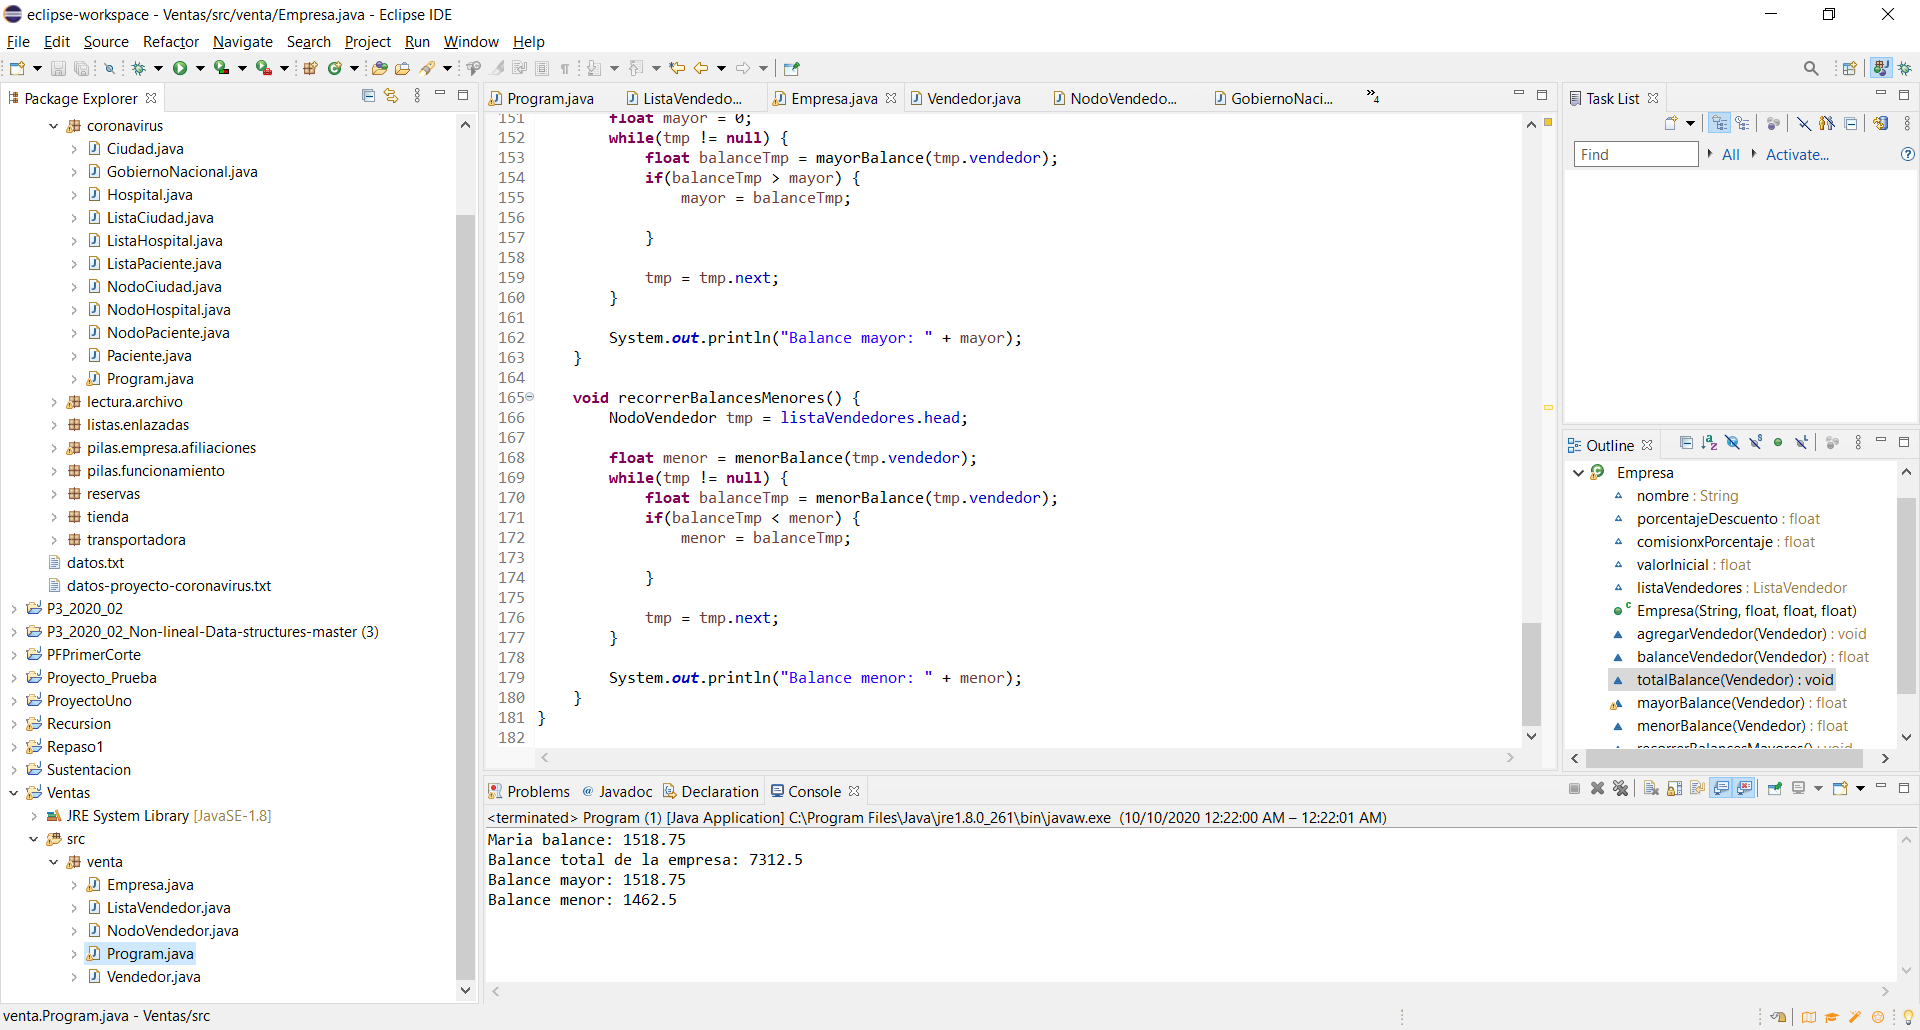 eclipse-workspace - Ventas/src/venta/Empresa.java - Eclipse IDE
File Edit Source Refactor Navigate Search Project Run Window Help
Package Explorer
coronavirus
Ciudad.java
GobiernoNacional.java
Hospital.java
ListaCiudad.java
ListaHospital.java
ListaPaciente.java
NodoCiudad.java
NodoHospital.java
NodoPaciente.java
Paciente.java
Program.java
lectura.archivo
listas.enlazadas
pilas.empresa.afiliaciones
pilas.funcionamiento
reservas
tienda
transportadora
datos.txt
datos-proyecto-coronavirus.txt
P3_2020_02
P3_2020_02_Non-lineal-Data-structures-master (3)
PFPrimerCorte
Proyecto_Prueba
ProyectoUno
Recursion
Repaso1
Sustentacion
Ventas
JRE System Library [JavaSE-1.8]
src
venta
Empresa.java
ListaVendedor.java
NodoVendedor.java
Program.java
Vendedor.java
Program.java ListaVendedo... Empresa.java Vendedor.java NodoVendedo... GobiernoNaci... »4
151 float mayor = 0;
152 while(tmp != null) {
153 float balanceTmp = mayorBalance(tmp.vendedor);
154 if(balanceTmp > mayor) {
155 mayor = balanceTmp;
156
157 }
158
159 tmp = tmp.next;
160 }
161
162 System.out.println("Balance mayor: " + mayor);
163 }
164
165 void recorrerBalancesMenores() {
166 NodoVendedor tmp = listaVendedores.head;
167
168 float menor = menorBalance(tmp.vendedor);
169 while(tmp != null) {
170 float balanceTmp = menorBalance(tmp.vendedor);
171 if(balanceTmp < menor) {
172 menor = balanceTmp;
173
174 }
175
176 tmp = tmp.next;
177 }
178
179 System.out.println("Balance menor: " + menor);
180 }
181 }
182
Task List
Find All Activate...
Outline
Empresa
nombre : String
porcentajeDescuento : float
comisionxPorcentaje : float
valorInicial : float
listaVendedores : ListaVendedor
Empresa(String, float, float, float)
agregarVendedor(Vendedor) : void
balanceVendedor(Vendedor) : float
totalBalance(Vendedor) : void
mayorBalance(Vendedor) : float
menorBalance(Vendedor) : float
recorrerBalancesMayores() : void
Problems @ Javadoc Declaration Console
<terminated> Program (1) [Java Application] C:\Program Files\Java\jre1.8.0_261\bin\javaw.exe (10/10/2020 12:22:00 AM – 12:22:01 AM)
Maria balance: 1518.75
Balance total de la empresa: 7312.5
Balance mayor: 1518.75
Balance menor: 1462.5
venta.Program.java - Ventas/src